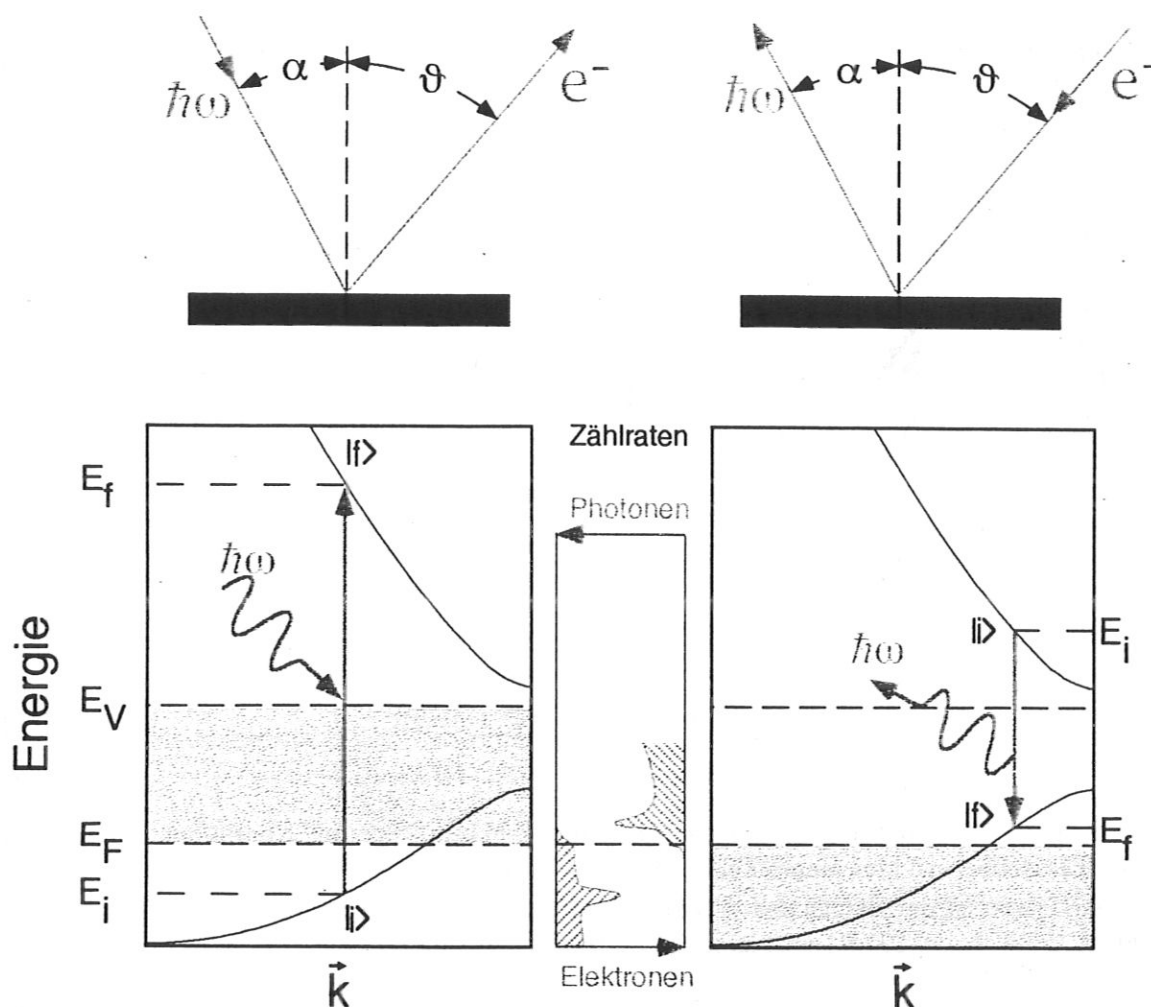 ħω α ϑ e⁻
ħω α ϑ e⁻
Energie
E_f
|f>
ħω
E_V
E_F
E_i
|i>
k⃗
Zählraten
Photonen
Elektronen
|i>
E_i
ħω
|f>
E_f
k⃗